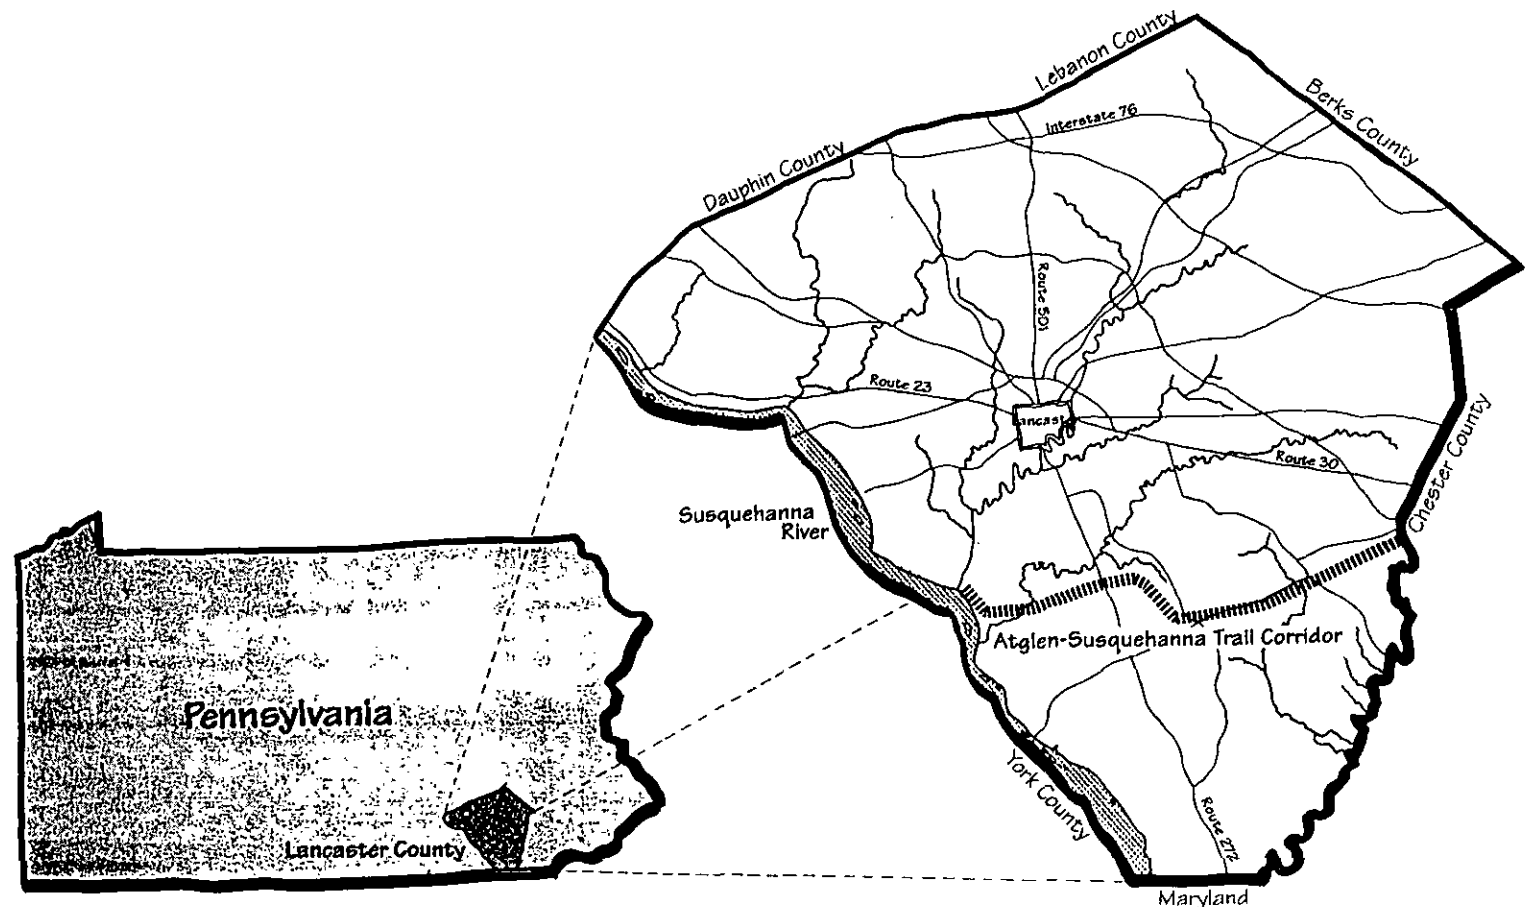 Lebanon County
Berks County
Interstate 76
Dauphin County
Route 501
Route 23
Lancaster
Route 30
Chester County
Susquehanna
River
Atglen-Susquehanna Trail Corridor
Pennsylvania
York County
Route 272
Lancaster County
Maryland